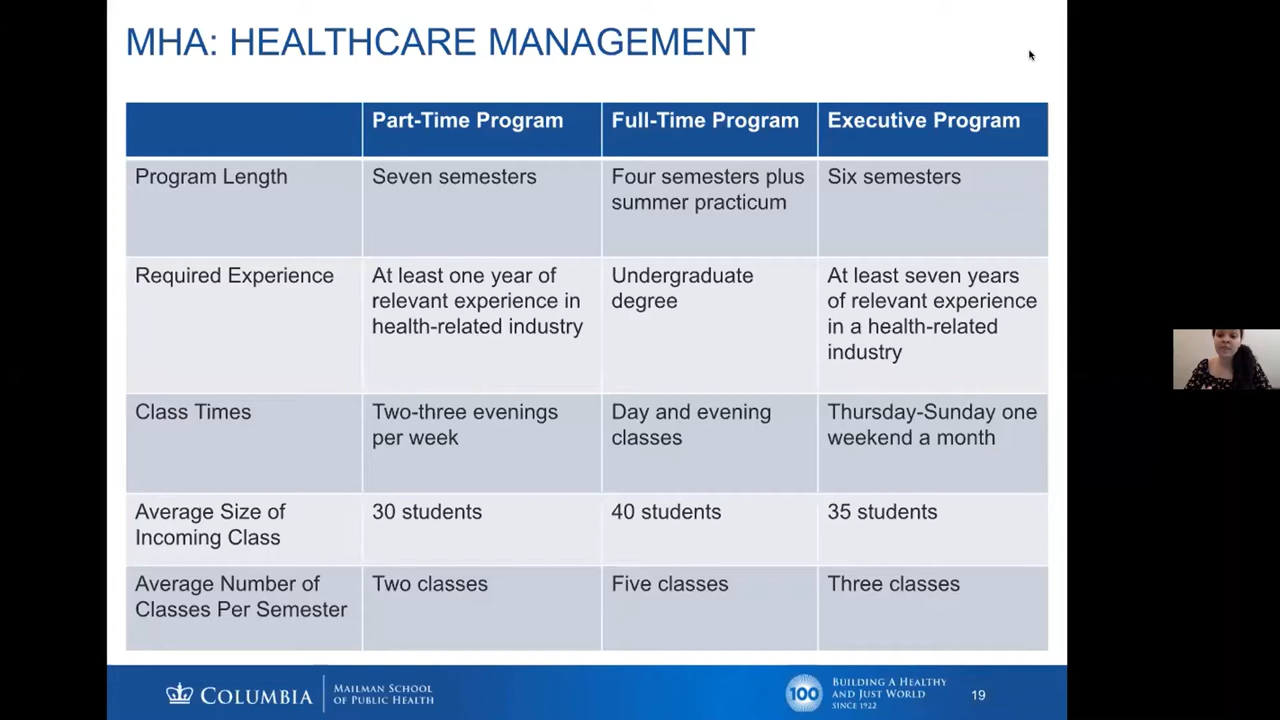 MHA: HEALTHCARE MANAGEMENT
Part-Time Program
Full-Time Program
Executive Program
Program Length
Seven semesters
Four semesters plus
summer practicum
Six semesters
Required Experience
At least one year of
relevant experience in
health-related industry
Undergraduate
degree
At least seven years
of relevant experience
in a health-related
industry
Class Times
Two-three evenings
per week
Day and evening
classes
Thursday-Sunday one
weekend a month
Average Size of
Incoming Class
30 students
40 students
35 students
Average Number of
Classes Per Semester
Two classes
Five classes
Three classes
COLUMBIA
MAILMAN SCHOOL
OF PUBLIC HEALTH
100
BUILDING A HEALTHY
AND JUST WORLD
SINCE 1922
19